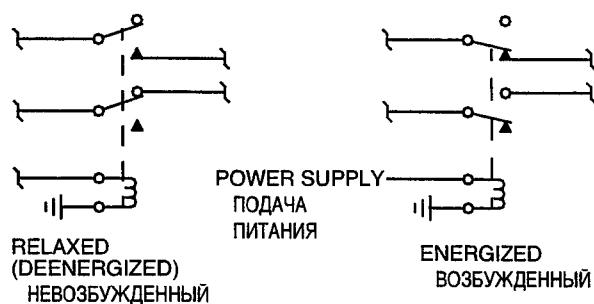 POWER SUPPLY
ПОДАЧА
ПИТАНИЯ
RELAXED
(DEENERGIZED)
НЕВОЗБУЖДЕННЫЙ
ENERGIZED
ВОЗБУЖДЕННЫЙ